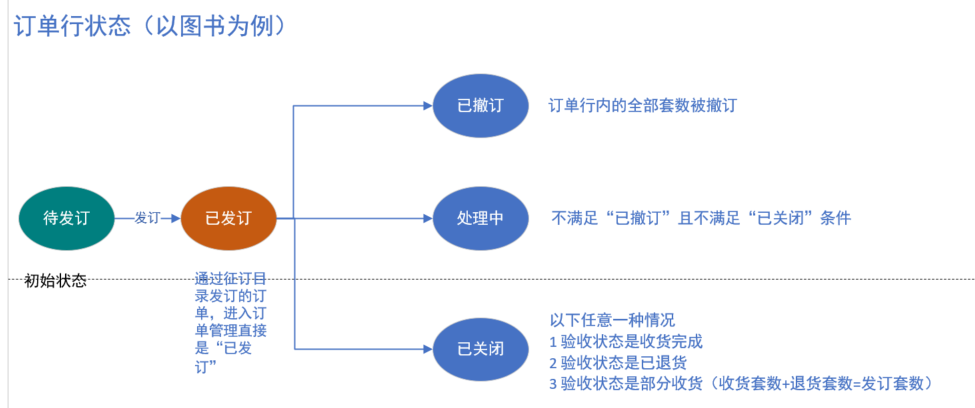 订单行状态（以图书为例）
已撤订
订单行内的全部套数被撤订
待发订
发订
已发订
处理中
不满足“已撤订”且不满足“已关闭”条件
初始状态
通过征订目
录发订的订
单，进入订
单管理直接
是“已发
订”
已关闭
以下任意一种情况
1 验收状态是收货完成
2 验收状态是已退货
3 验收状态是部分收货（收货套数+退货套数=发订套数）